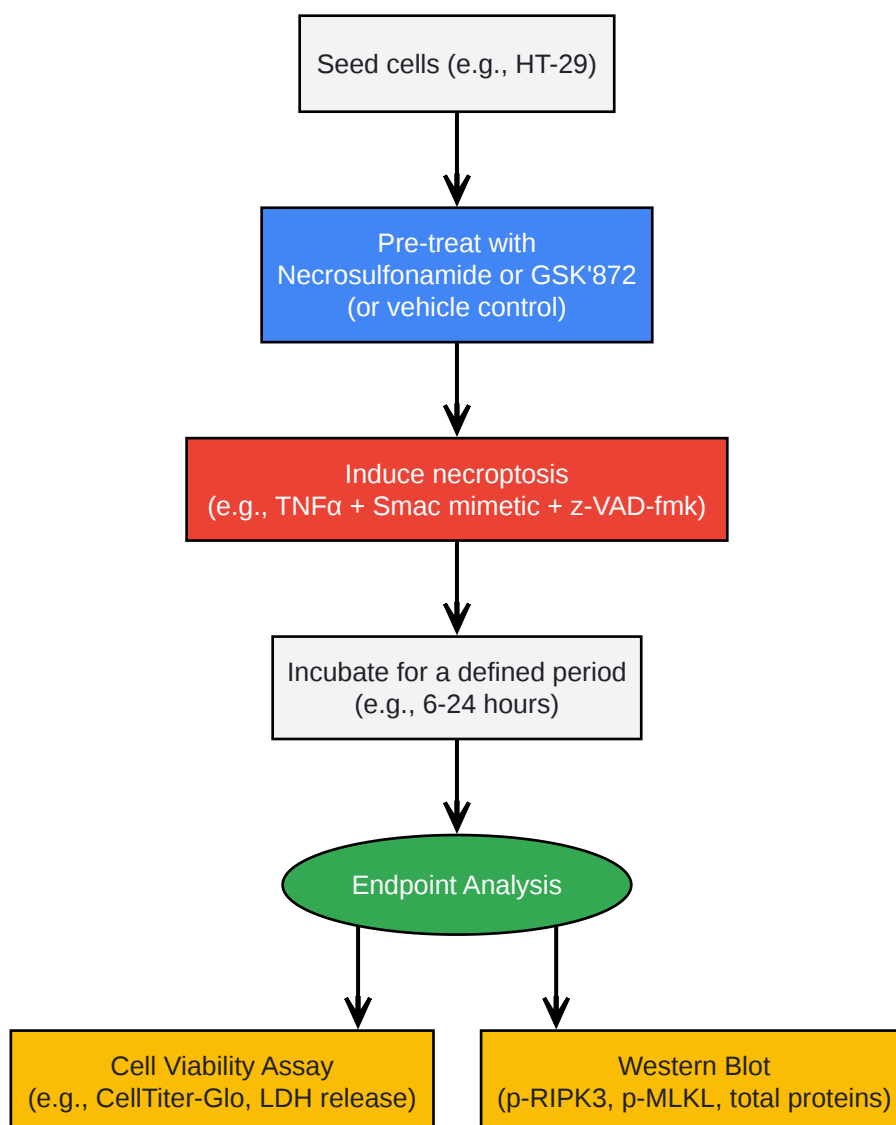 Seed cells (e.g., HT-29)
Pre-treat with
Necrosulfonamide or GSK'872
(or vehicle control)
Induce necroptosis
(e.g., TNFα + Smac mimetic + z-VAD-fmk)
Incubate for a defined period
(e.g., 6-24 hours)
Endpoint Analysis
Cell Viability Assay
(e.g., CellTiter-Glo, LDH release)
Western Blot
(p-RIPK3, p-MLKL, total proteins)